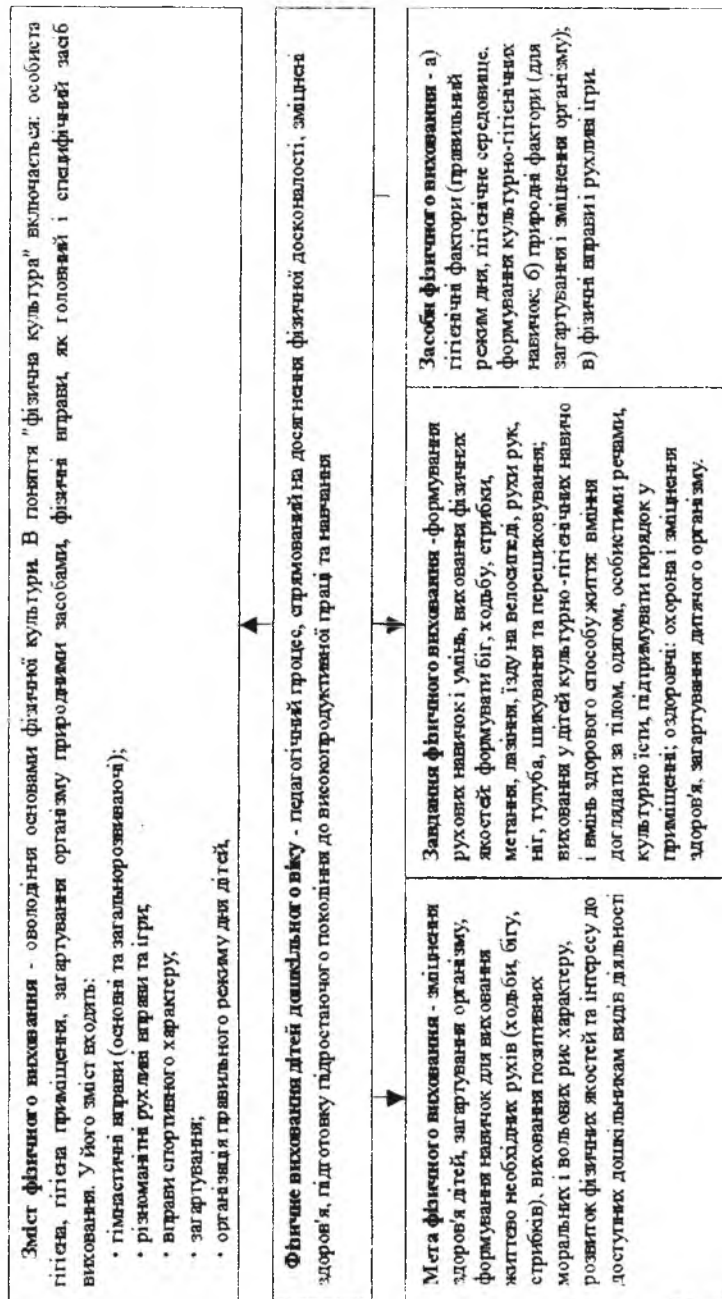 Зміст фізичного виховання - оволодіння основами фізичної культури. В поняття "фізична культура" включається: особиста
гігієна, гігієна приміщення, загартування організму природними засобами, фізичні вправи, як головний і специфічний засіб
виховання. У його зміст входять:
• гімнастичні вправи (основні та загальнорозвиваючі);
• різноманітні рухливі вправи та ігри;
• вправи спортивного характеру;
• загартування;
• організація правильного режиму дня дітей.
Фізичне виховання дітей дошкільного віку - педагогічний процес, спрямований на досягнення фізичної досконалості, зміцнені
здоров'я, підготовку підростаючого покоління до високопродуктивної праці та навчання
Мета фізичного виховання - зміцнення
здоров'я дітей, загартування організму,
формування навичок для виховання
життєво необхідних рухів (ходьби, бігу,
стрибків), виховання позитивних
моральних і вольових рис характеру,
розвиток фізичних якостей та інтересу до
доступних дошкільникам видів діяльності
Завдання фізичного виховання -формування
рухових навичок і умінь, виховання фізичних
якостей: формувати біг, ходьбу, стрибки,
метання, лазіння, їзду на велосипеді, рухи рук,
ніг, тулуба, шикування та перешиковування;
виховання у дітей культурно -гігієнічних навичо
і вмінь здорового способу життя: вміння
доглядати за тілом, одягом, особистими речами,
культурно їсти, підтримувати порядок у
приміщенні; оздоровчі: охорона і зміцнення
здоров'я, загартування дитячого організму.
Засоби фізичного виховання - а)
гігієнічні фактори (правильний
режим дня, гігієнічне середовище,
формування культурно-гігієнічних
навичок; б) природні фактори (для
загартування і зміцнення організму);
в) фізичні вправи і рухливі ігри.